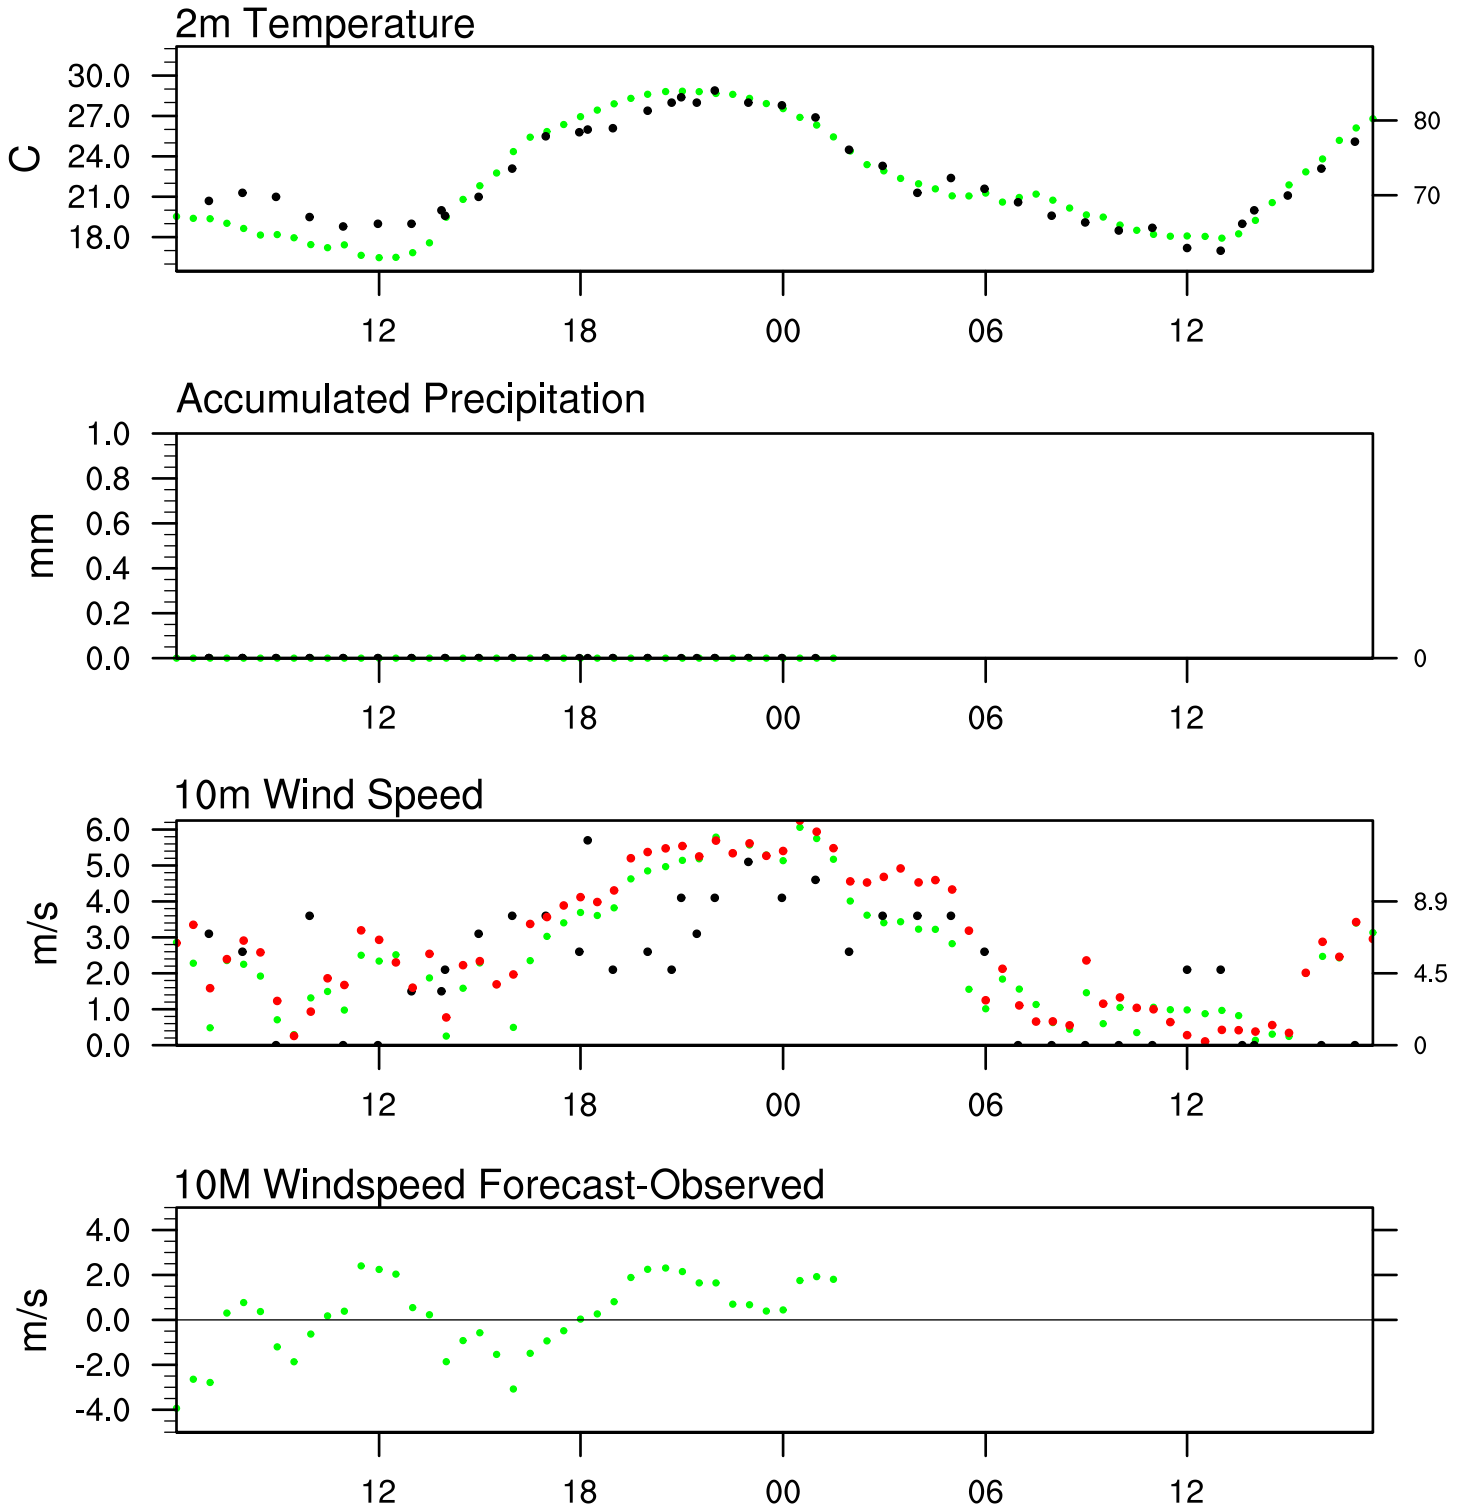 2m Temperature
30.0
27.0
24.0
21.0
18.0
C
80
70
12 18 00 06 12
Accumulated Precipitation
1.0
0.8
0.6
0.4
0.2
0.0
mm
0
12 18 00 06 12
10m Wind Speed
6.0
5.0
4.0
3.0
2.0
1.0
0.0
m/s
8.9
4.5
0
12 18 00 06 12
10M Windspeed Forecast-Observed
4.0
2.0
0.0
-2.0
-4.0
m/s
12 18 00 06 12